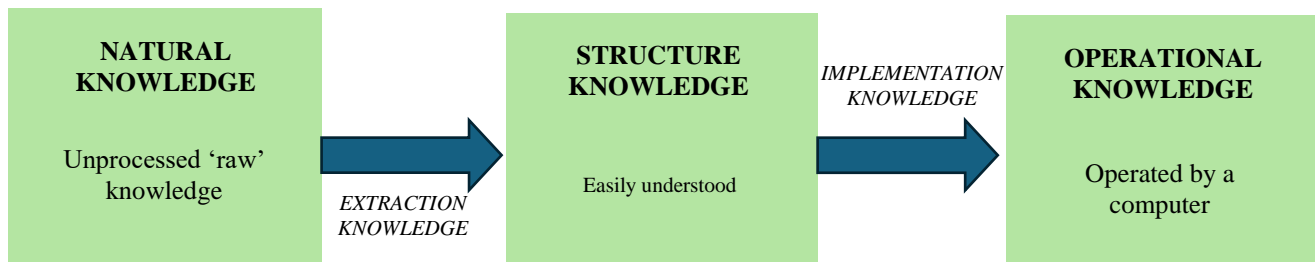 NATURAL
KNOWLEDGE
Unprocessed ‘raw’
knowledge
EXTRACTION
KNOWLEDGE
STRUCTURE
KNOWLEDGE
Easily understood
IMPLEMENTATION
KNOWLEDGE
OPERATIONAL
KNOWLEDGE
Operated by a
computer